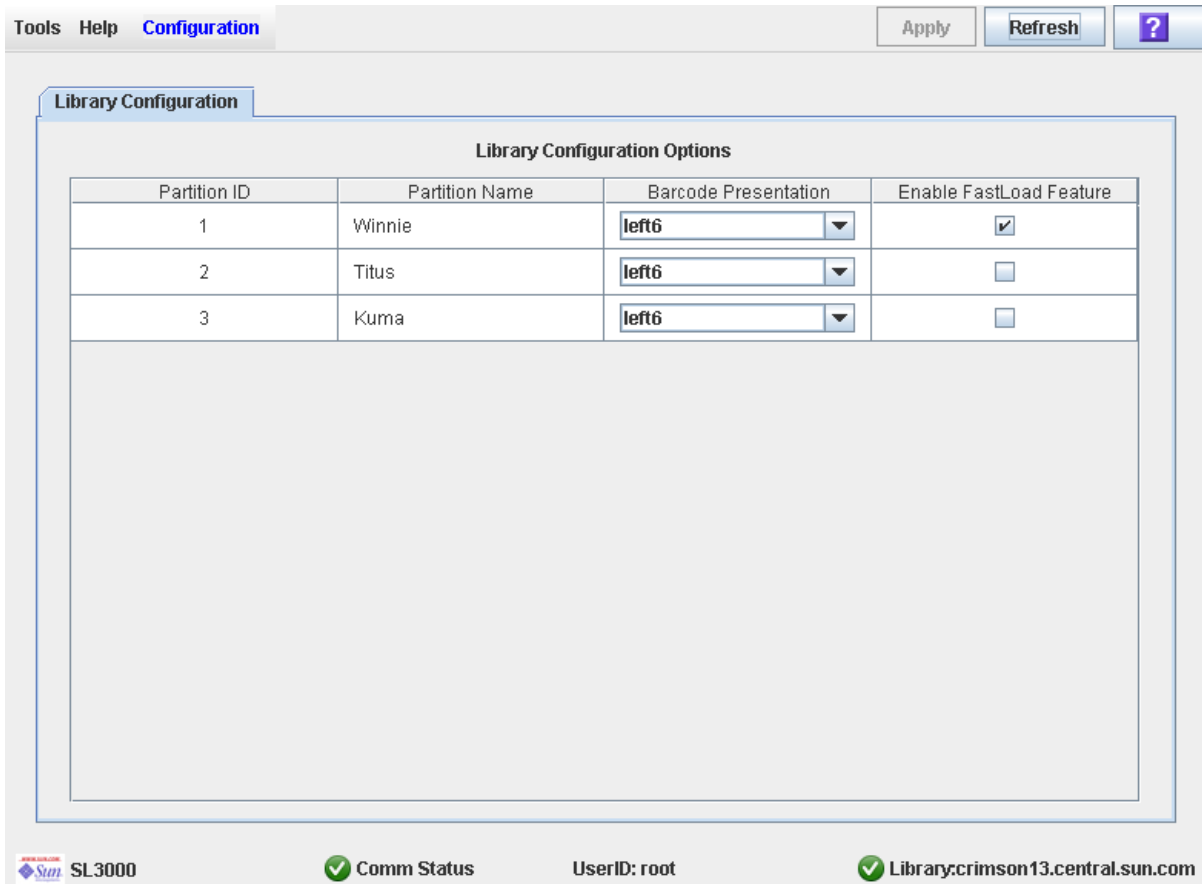 Tools Help Configuration Apply Refresh ?
Library Configuration
Library Configuration Options
Partition ID Partition Name Barcode Presentation Enable FastLoad Feature
1 Winnie left6
2 Titus left6
3 Kuma left6
Sun SL3000 Comm Status UserID: root Library:crimson13.central.sun.com